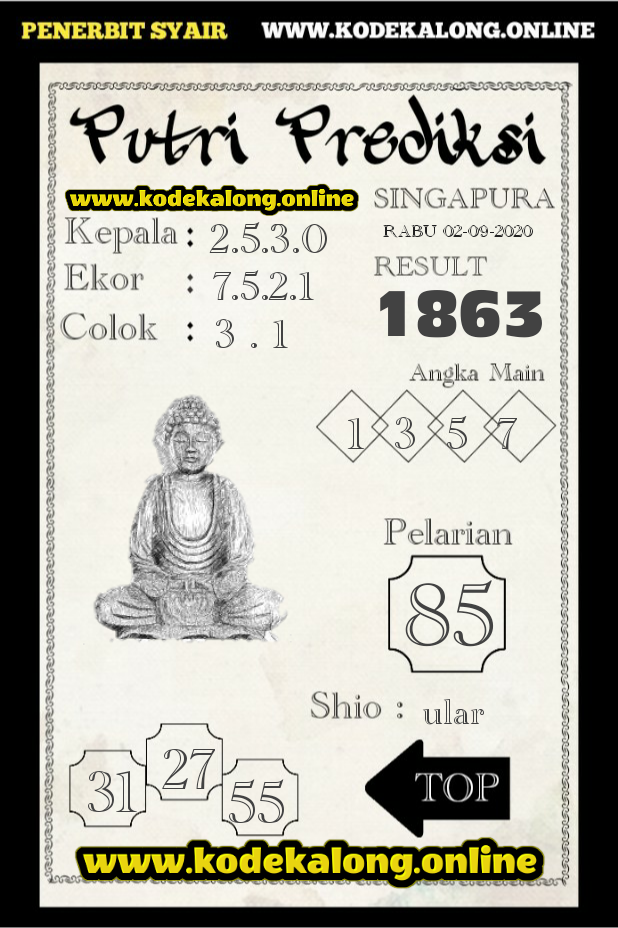 PENERBIT SYAIR WWW.KODEKALONG.ONLINE
Putri Prediksi
www.kodekalong.online
SINGAPURA
Kepala : 2.5.3.0
RABU 02-09-2020
Ekor : 7.5.2.1
RESULT
1863
Colok : 3 . 1
Angka Main
1 3 5 7
Pelarian
85
Shio : ular
31 27 55
TOP
www.kodekalong.online